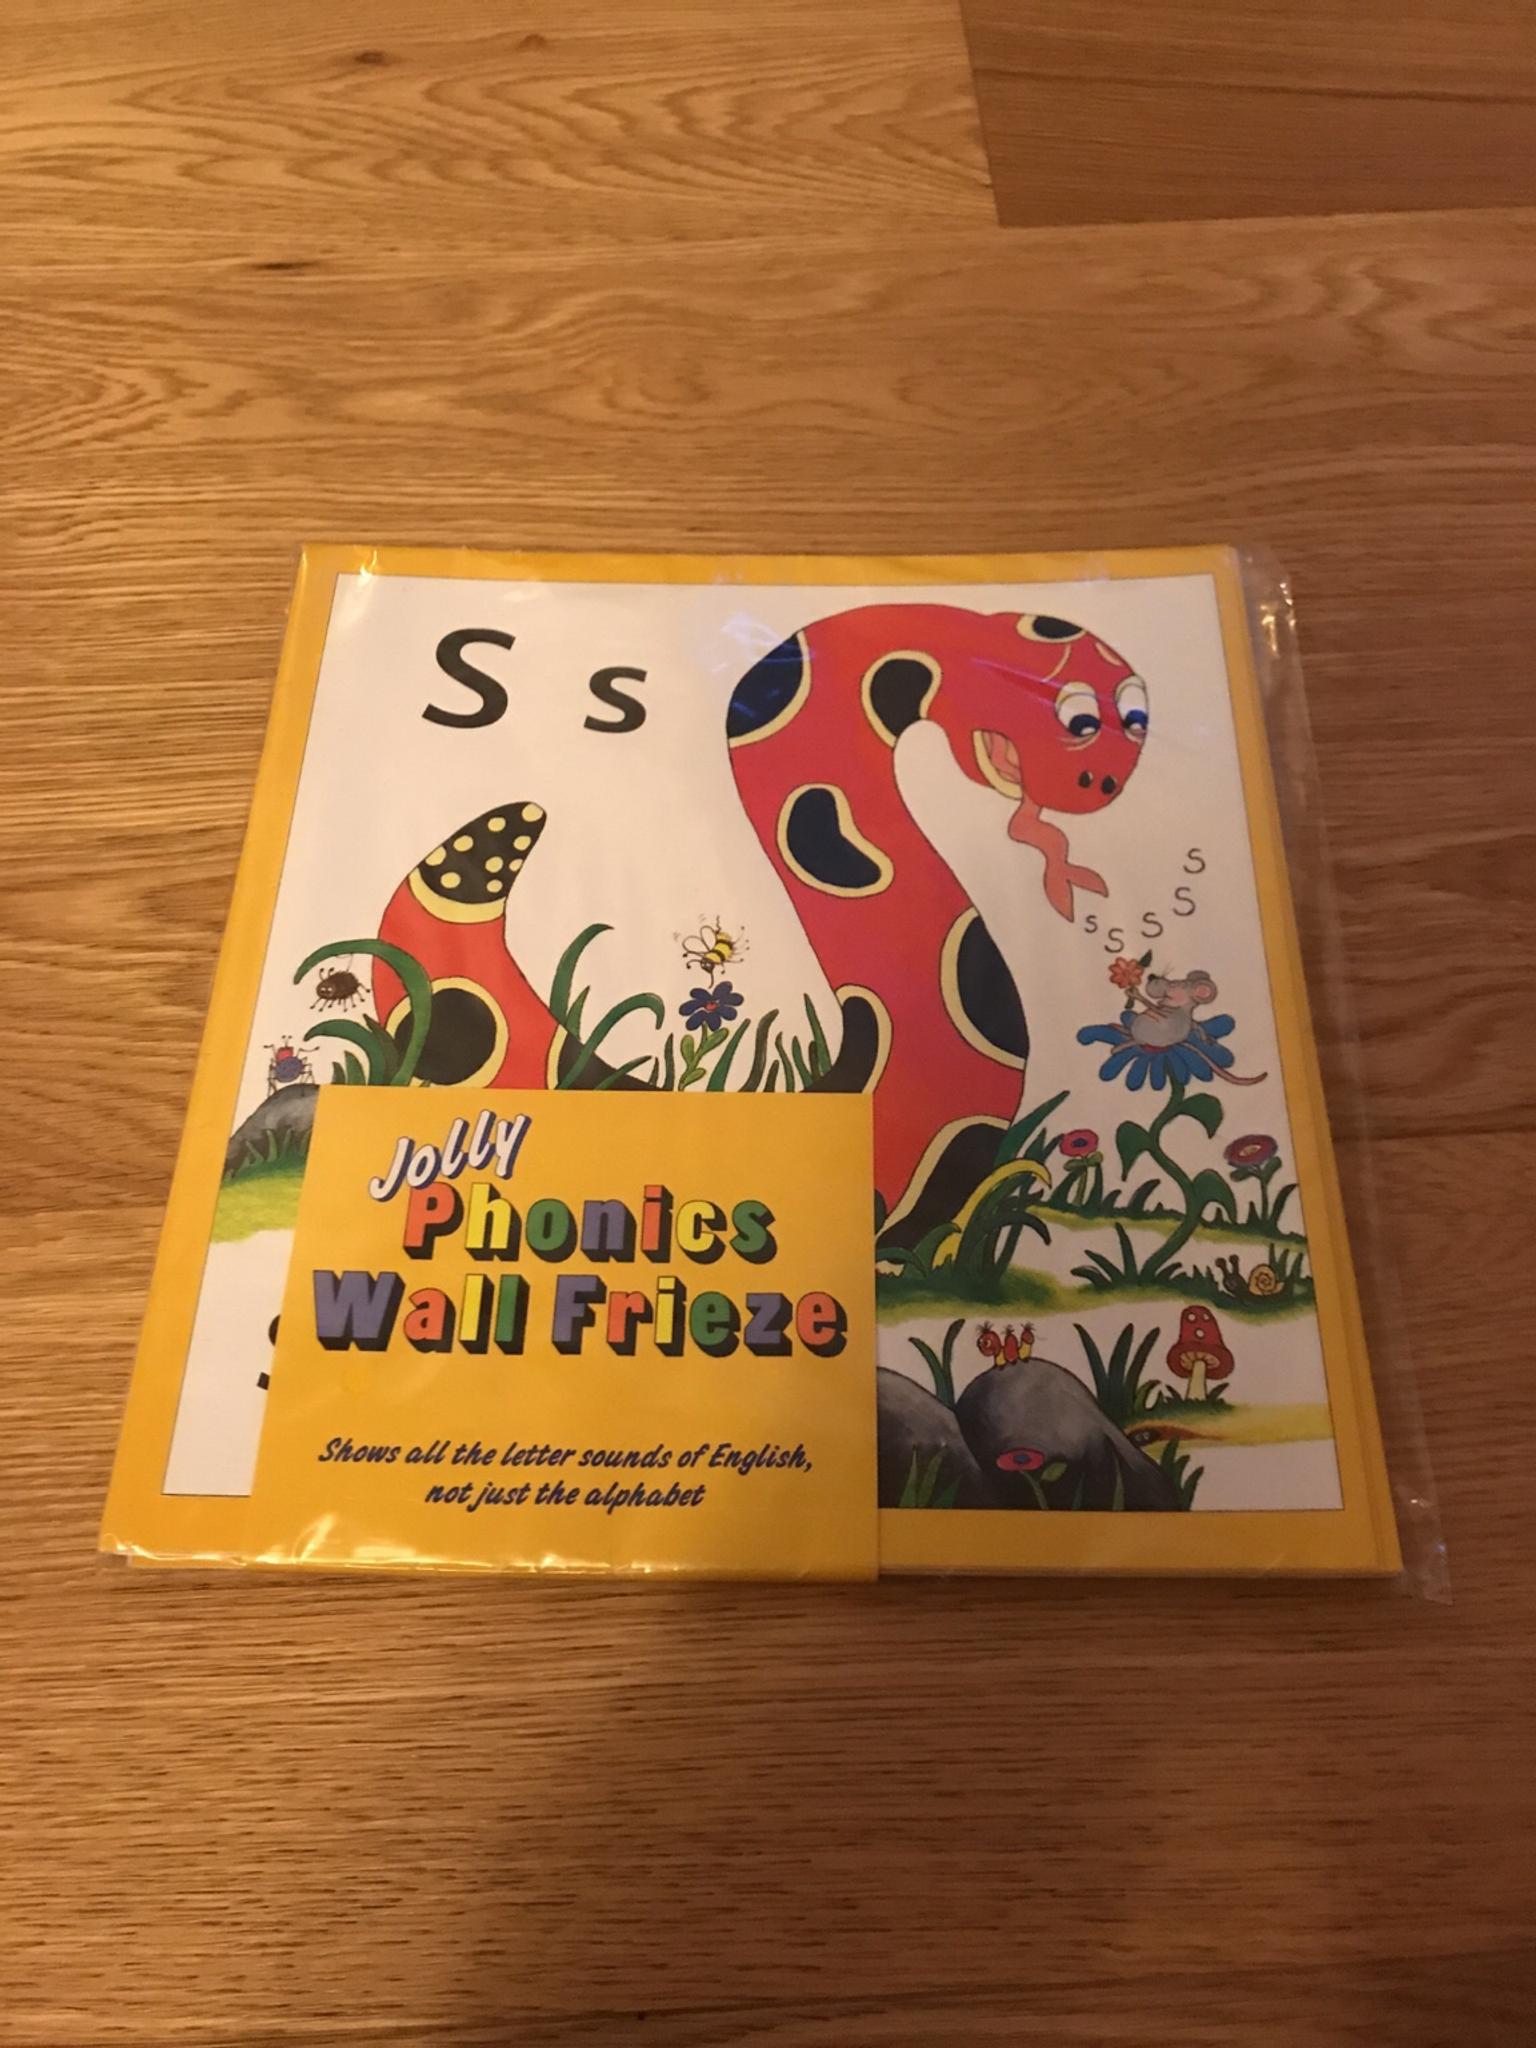 S s
s
s
s s s
Jolly
Phonics
Wall Frieze
Shows all the letter sounds of English,
not just the alphabet